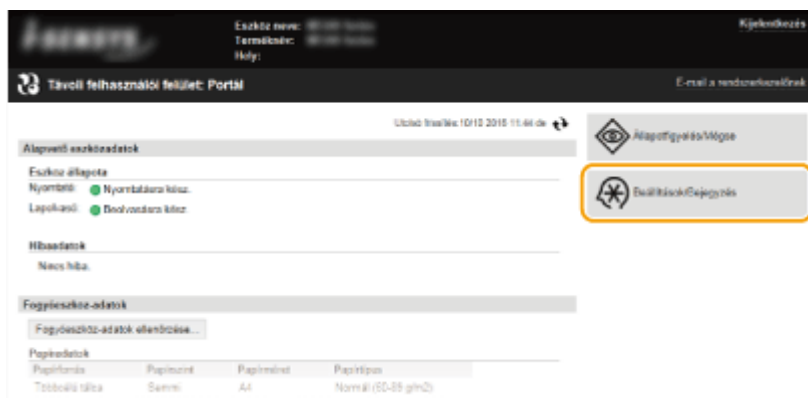 Eszköz neve:
Terméknév:
Hely:
Kijelentkezés
Távoli felhasználói felület: Portál
E-mail a rendszerkezelőnek
Utolsó frissítés: 10/10 2015 11:44 de.
Alapvető eszközadatok
Eszköz állapota
Nyomtató: Nyomtatásra kész.
Lapolvasó: Beolvasásra kész.
Hibaadatok
Nincs hiba.
Fogyóeszköz-adatok
Fogyóeszköz-adatok ellenőrzése...
Papíradatok
Papírforrás Papírszint Papírméret Papírtípus
Többcélú tálca Semmi A4 Normál (60-89 g/m2)
Állapotfigyelés/Mégse
Beállítások/Bejegyzés